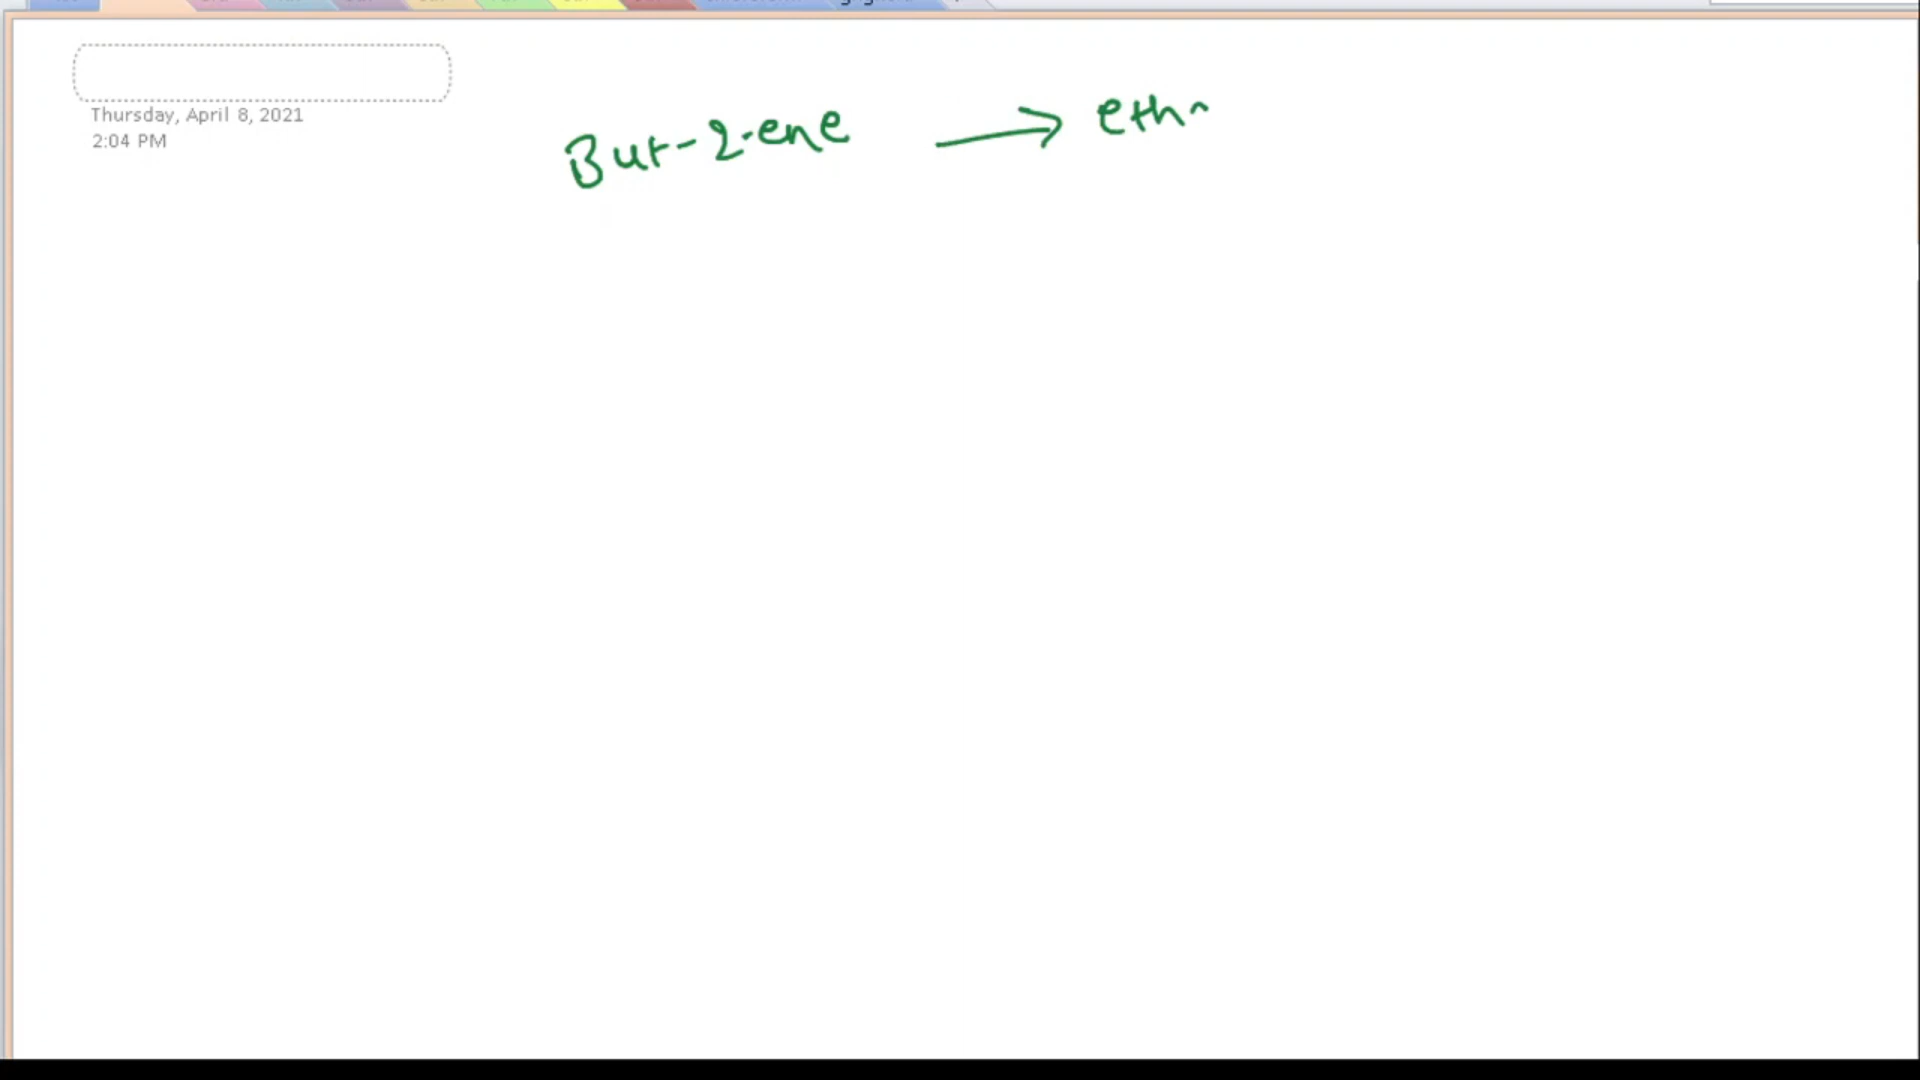 Thursday, April 8, 2021
2:04 PM
But-2-ene → eth